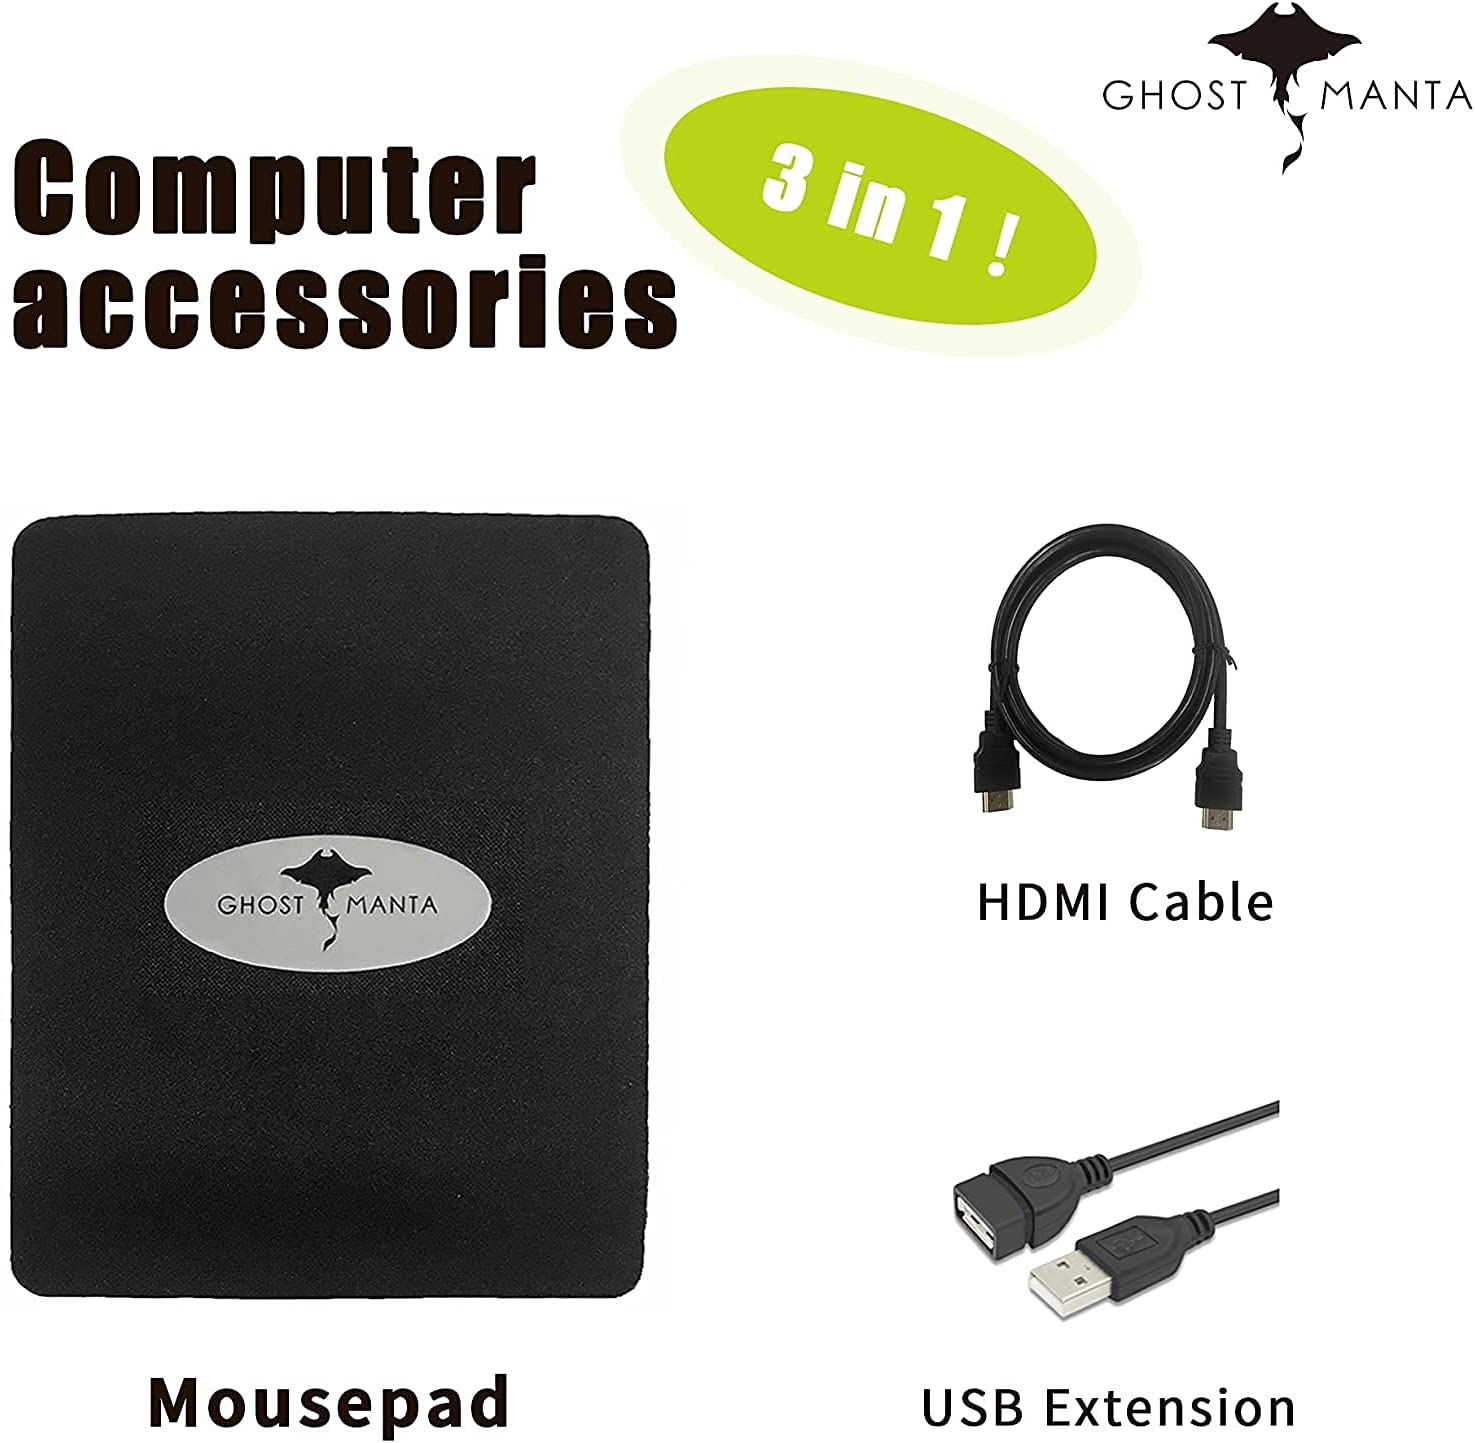 GHOST MANTA
Computer
accessories
3 in 1 !
GHOST MANTA
HDMI Cable
Mousepad
USB Extension